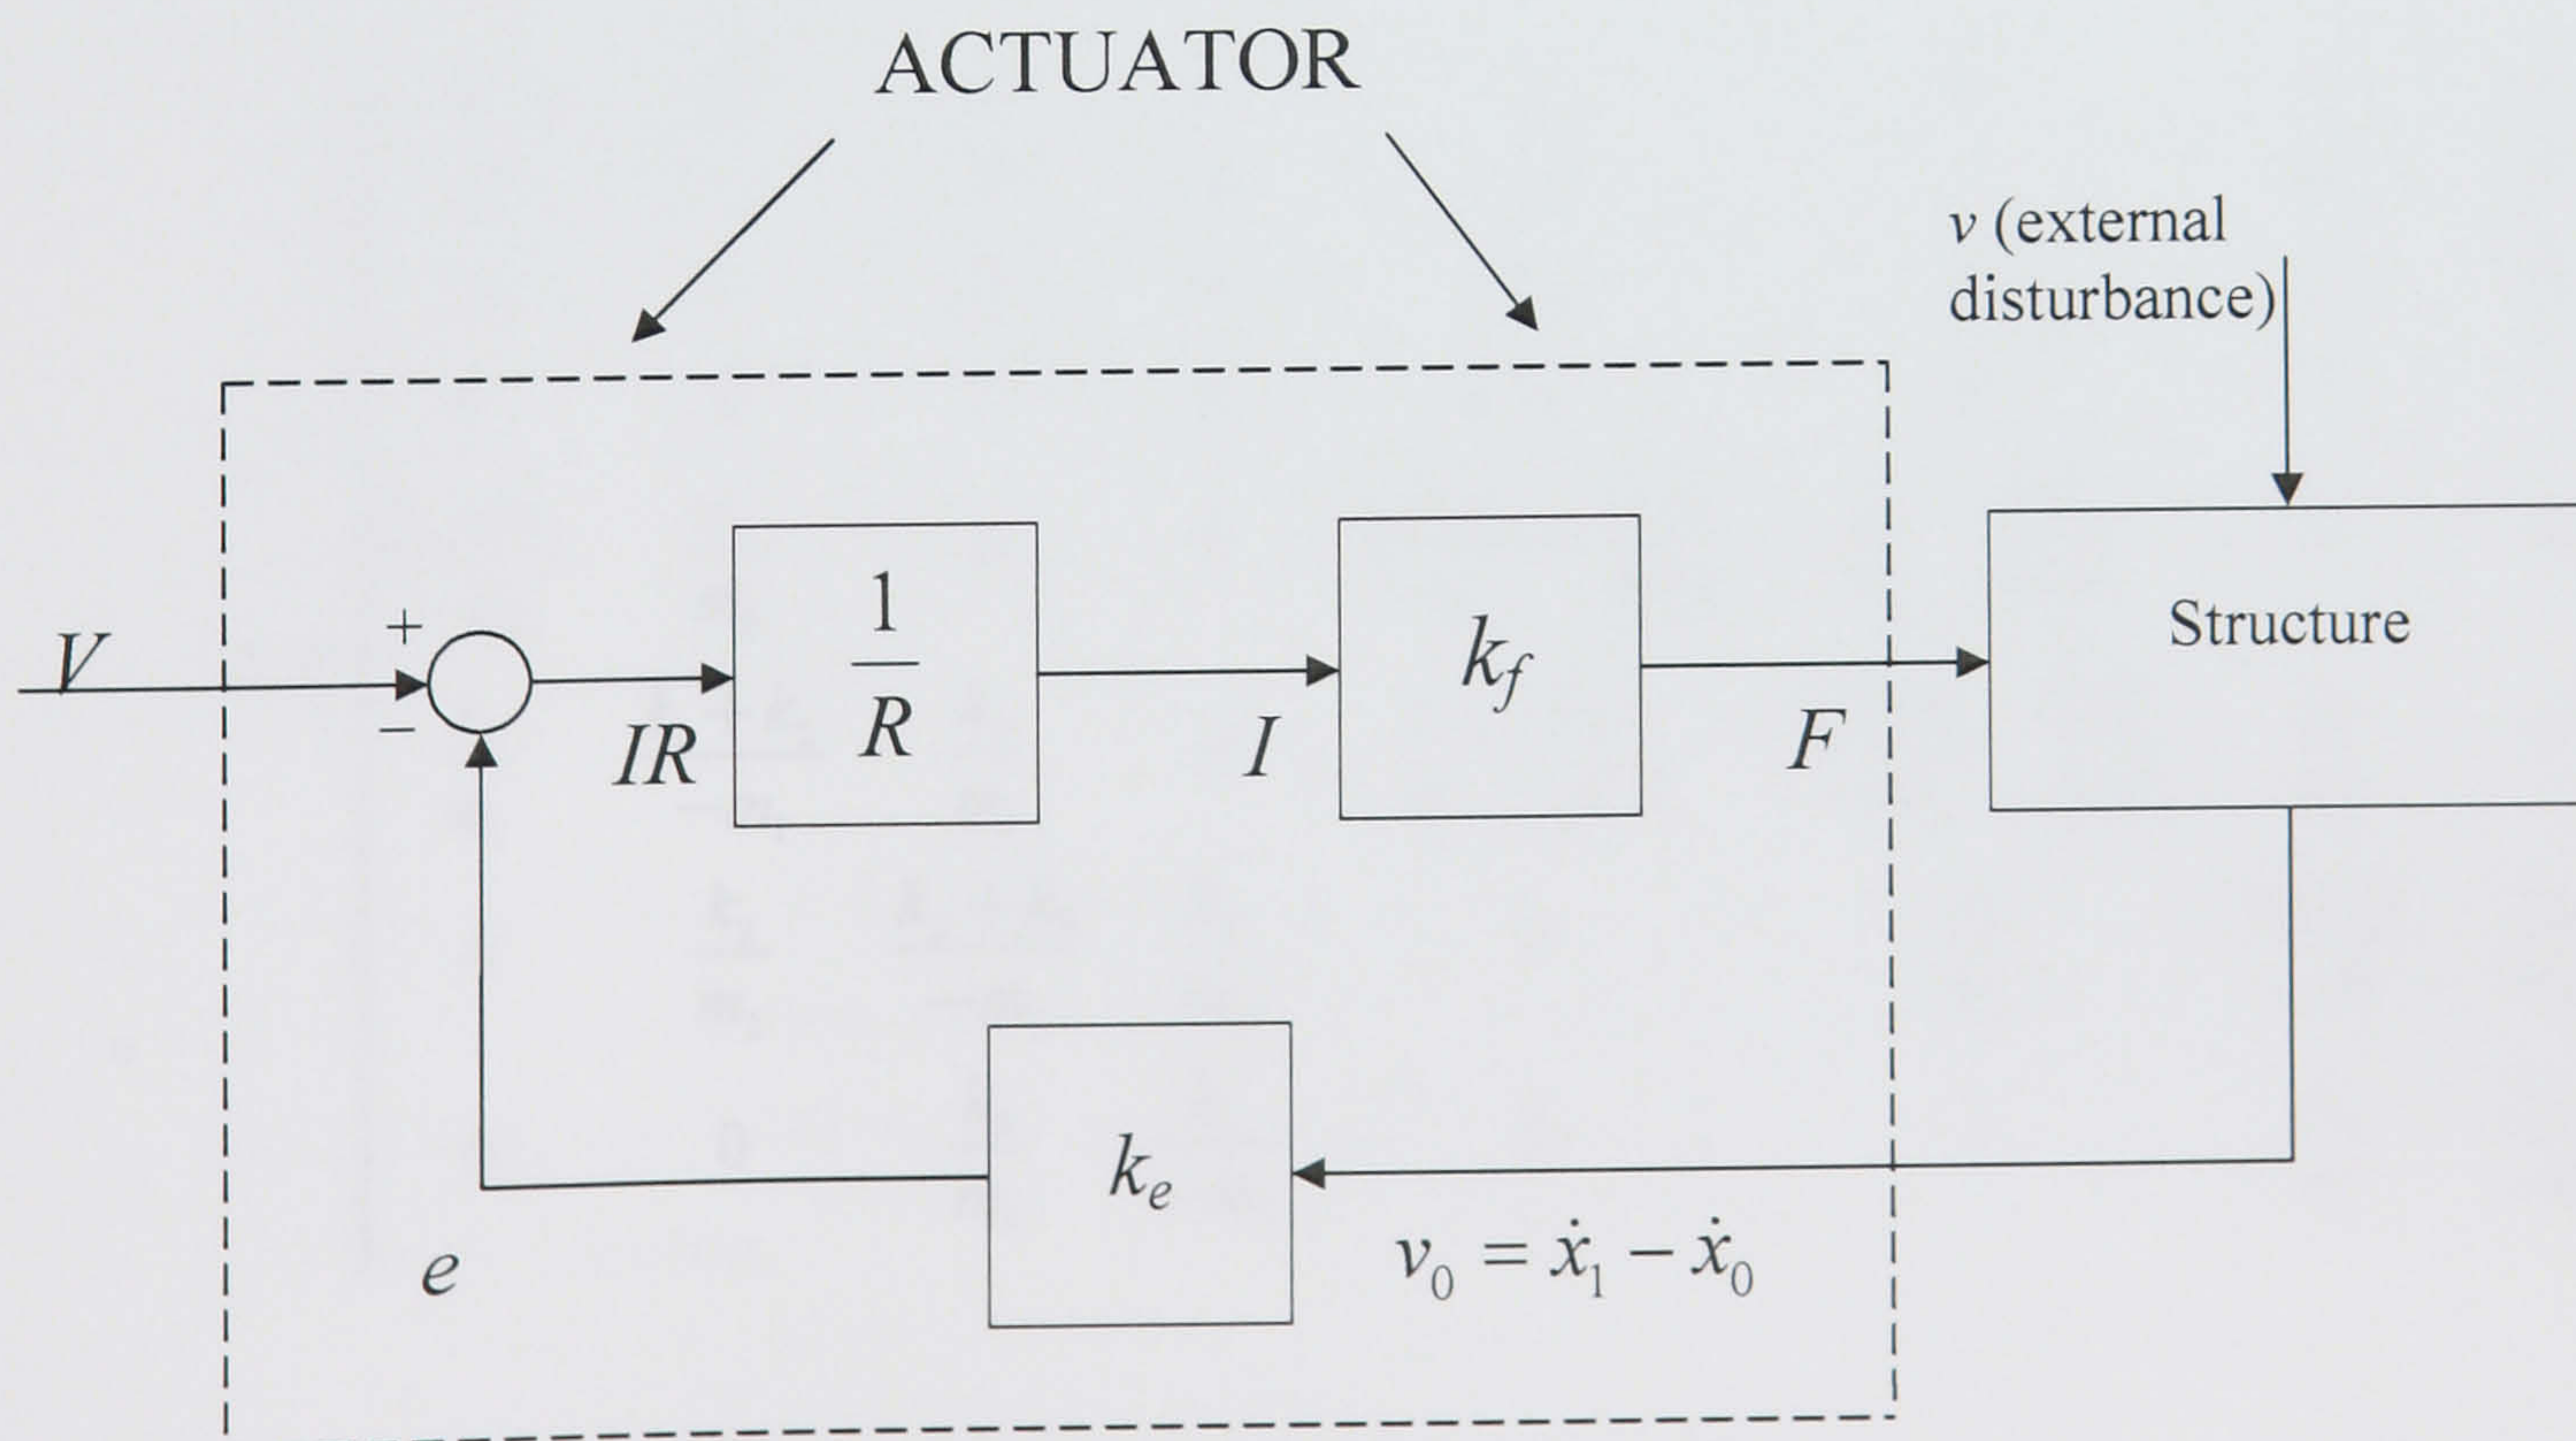 ACTUATOR
v (external
disturbance)
V
+
−
IR
1
R
I
k_f
F
Structure
k_e
e
v_0 = ẋ_1 − ẋ_0